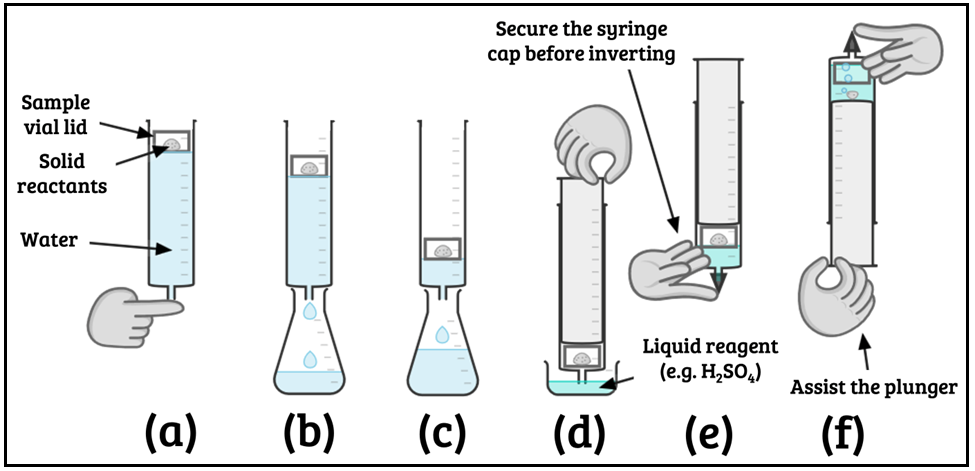 Secure the syringe
cap before inverting
Sample
vial lid
Solid
reactants
Water
Liquid reagent
(e.g. H₂SO₄)
Assist the plunger
(a) (b) (c) (d) (e) (f)